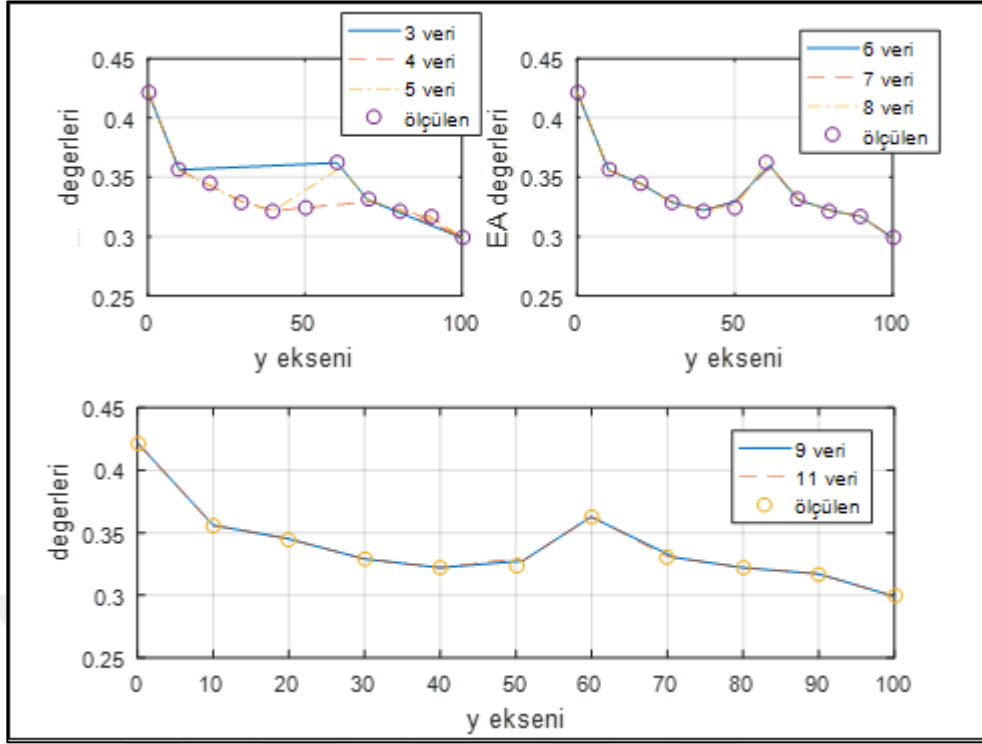 3 veri
4 veri
5 veri
ölçülen
0.45
0.4
0.35
0.3
0.25
degerleri
0
50
100
y ekseni
6 veri
7 veri
8 veri
ölçülen
0.45
0.4
0.35
0.3
0.25
EA degerleri
0
50
100
y ekseni
9 veri
11 veri
ölçülen
0.45
0.4
0.35
0.3
0.25
degerleri
0 10 20 30 40 50 60 70 80 90 100
y ekseni